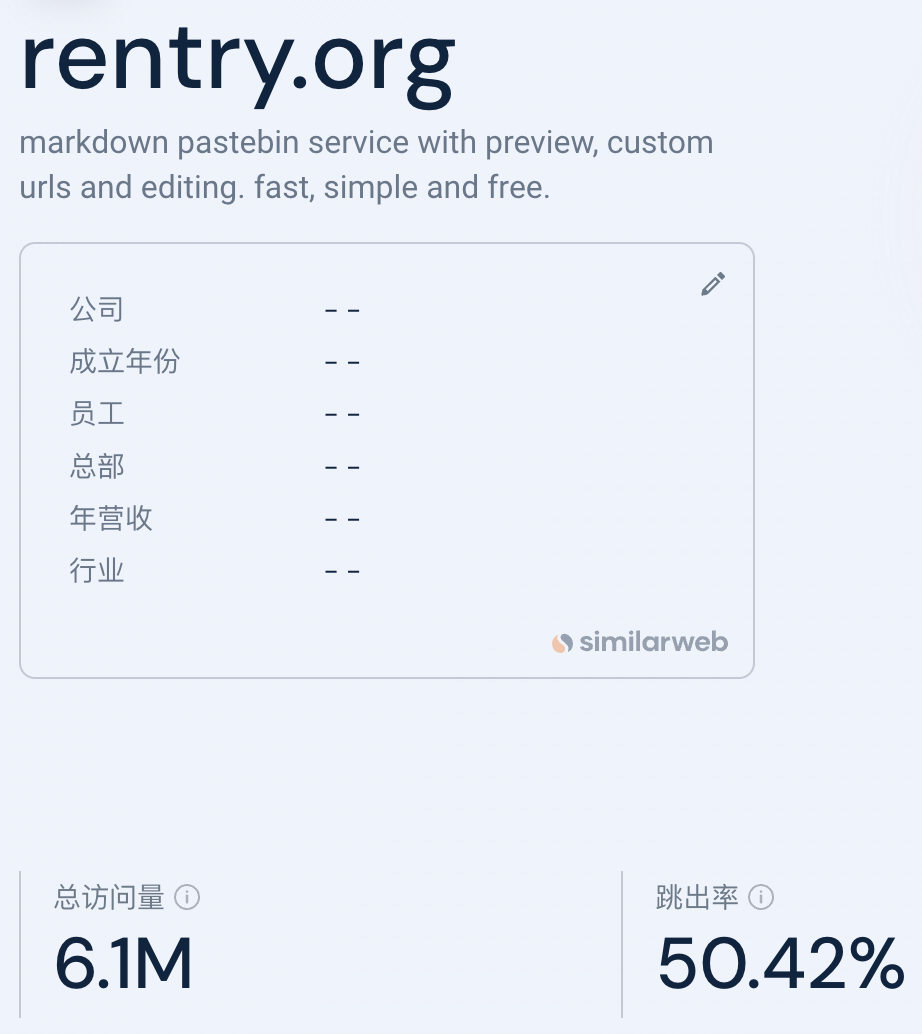 rentry.org
markdown pastebin service with preview, custom
urls and editing. fast, simple and free.
公司 - -
成立年份 - -
员工 - -
总部 - -
年营收 - -
行业 - -
similarweb
总访问量
6.1M
跳出率
50.42%